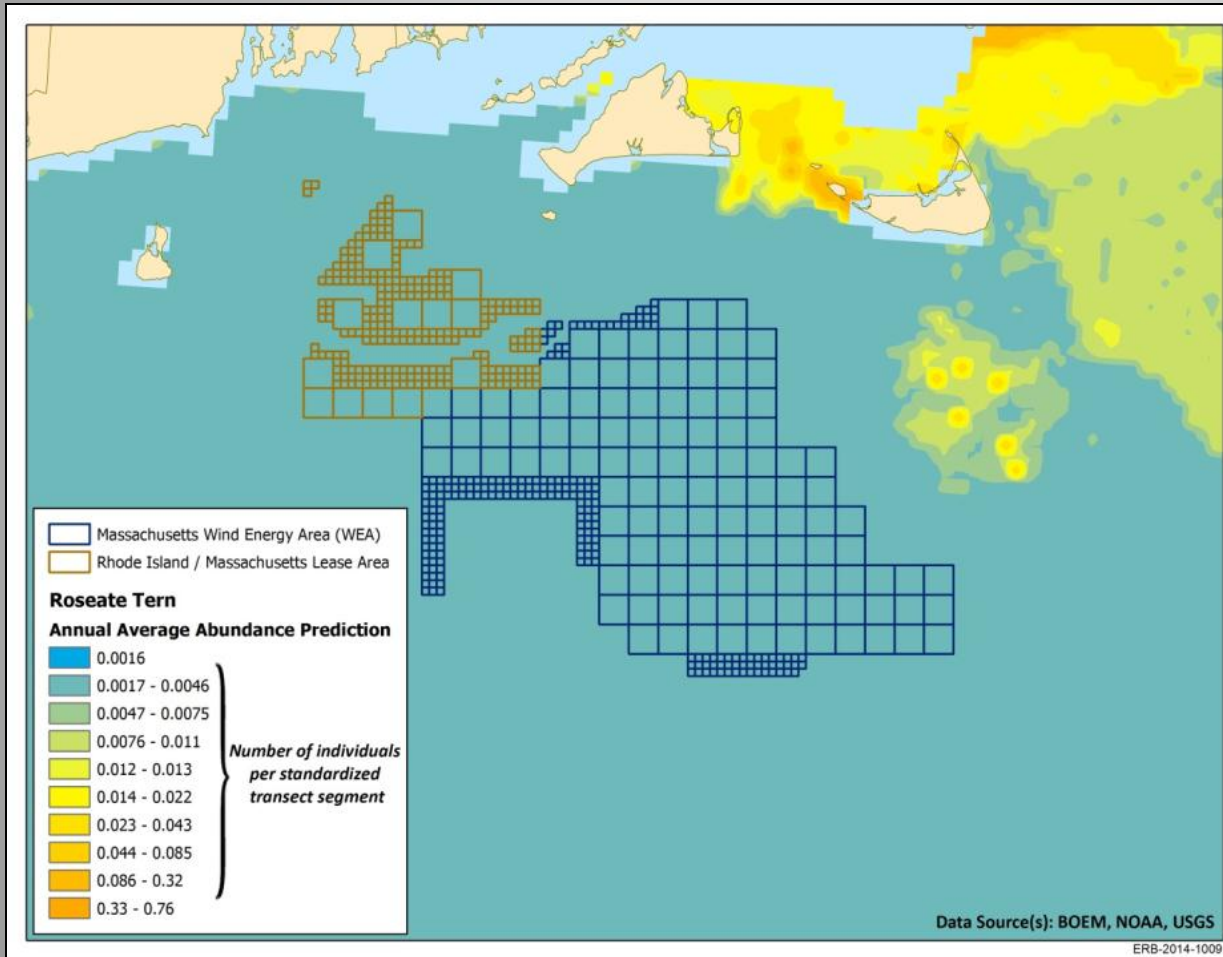 Massachusetts Wind Energy Area (WEA)
Rhode Island / Massachusetts Lease Area
Roseate Tern
Annual Average Abundance Prediction
0.0016
0.0017 - 0.0046
0.0047 - 0.0075
0.0076 - 0.011
0.012 - 0.013
0.014 - 0.022
0.023 - 0.043
0.044 - 0.085
0.086 - 0.32
0.33 - 0.76
Number of individuals
per standardized
transect segment
Data Source(s): BOEM, NOAA, USGS
ERB-2014-1009